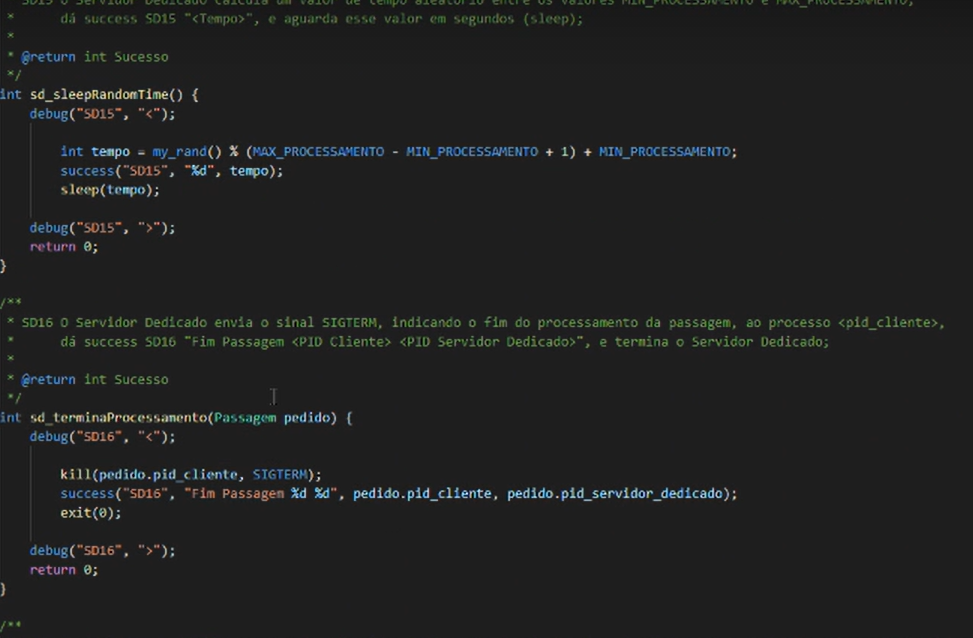 * SD15 O Servidor Dedicado calcula um valor de tempo aleatório entre os valores MIN_PROCESSAMENTO e MAX_PROCESSAMENTO,
*      dá success SD15 "<Tempo>", e aguarda esse valor em segundos (sleep);
*
* @return int Sucesso
*/
int sd_sleepRandomTime() {
    debug("SD15", "<");
        int tempo = my_rand() % (MAX_PROCESSAMENTO - MIN_PROCESSAMENTO + 1) + MIN_PROCESSAMENTO;
        success("SD15", "%d", tempo);
        sleep(tempo);
    debug("SD15", ">");
    return 0;
}
/**
* SD16 O Servidor Dedicado envia o sinal SIGTERM, indicando o fim do processamento da passagem, ao processo <pid_cliente>,
*      dá success SD16 "Fim Passagem <PID Cliente> <PID Servidor Dedicado>", e termina o Servidor Dedicado;
*
* @return int Sucesso
*/
int sd_terminaProcessamento(Passagem pedido) {
    debug("SD16", "<");
        kill(pedido.pid_cliente, SIGTERM);
        success("SD16", "Fim Passagem %d %d", pedido.pid_cliente, pedido.pid_servidor_dedicado);
        exit(0);
    debug("SD16", ">");
    return 0;
}
/**